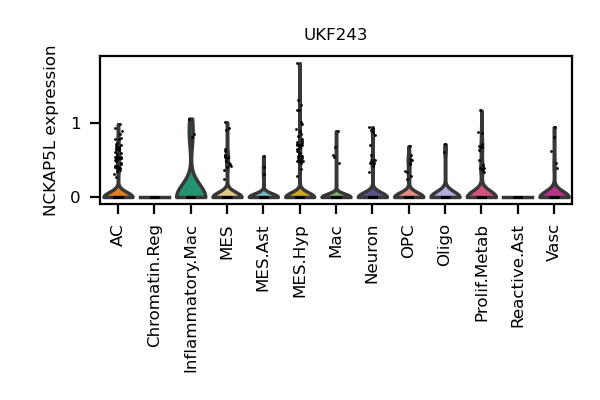 UKF243
NCKAP5L expression
1
0
AC
Chromatin.Reg
Inflammatory.Mac
MES
MES.Ast
MES.Hyp
Mac
Neuron
OPC
Oligo
Prolif.Metab
Reactive.Ast
Vasc